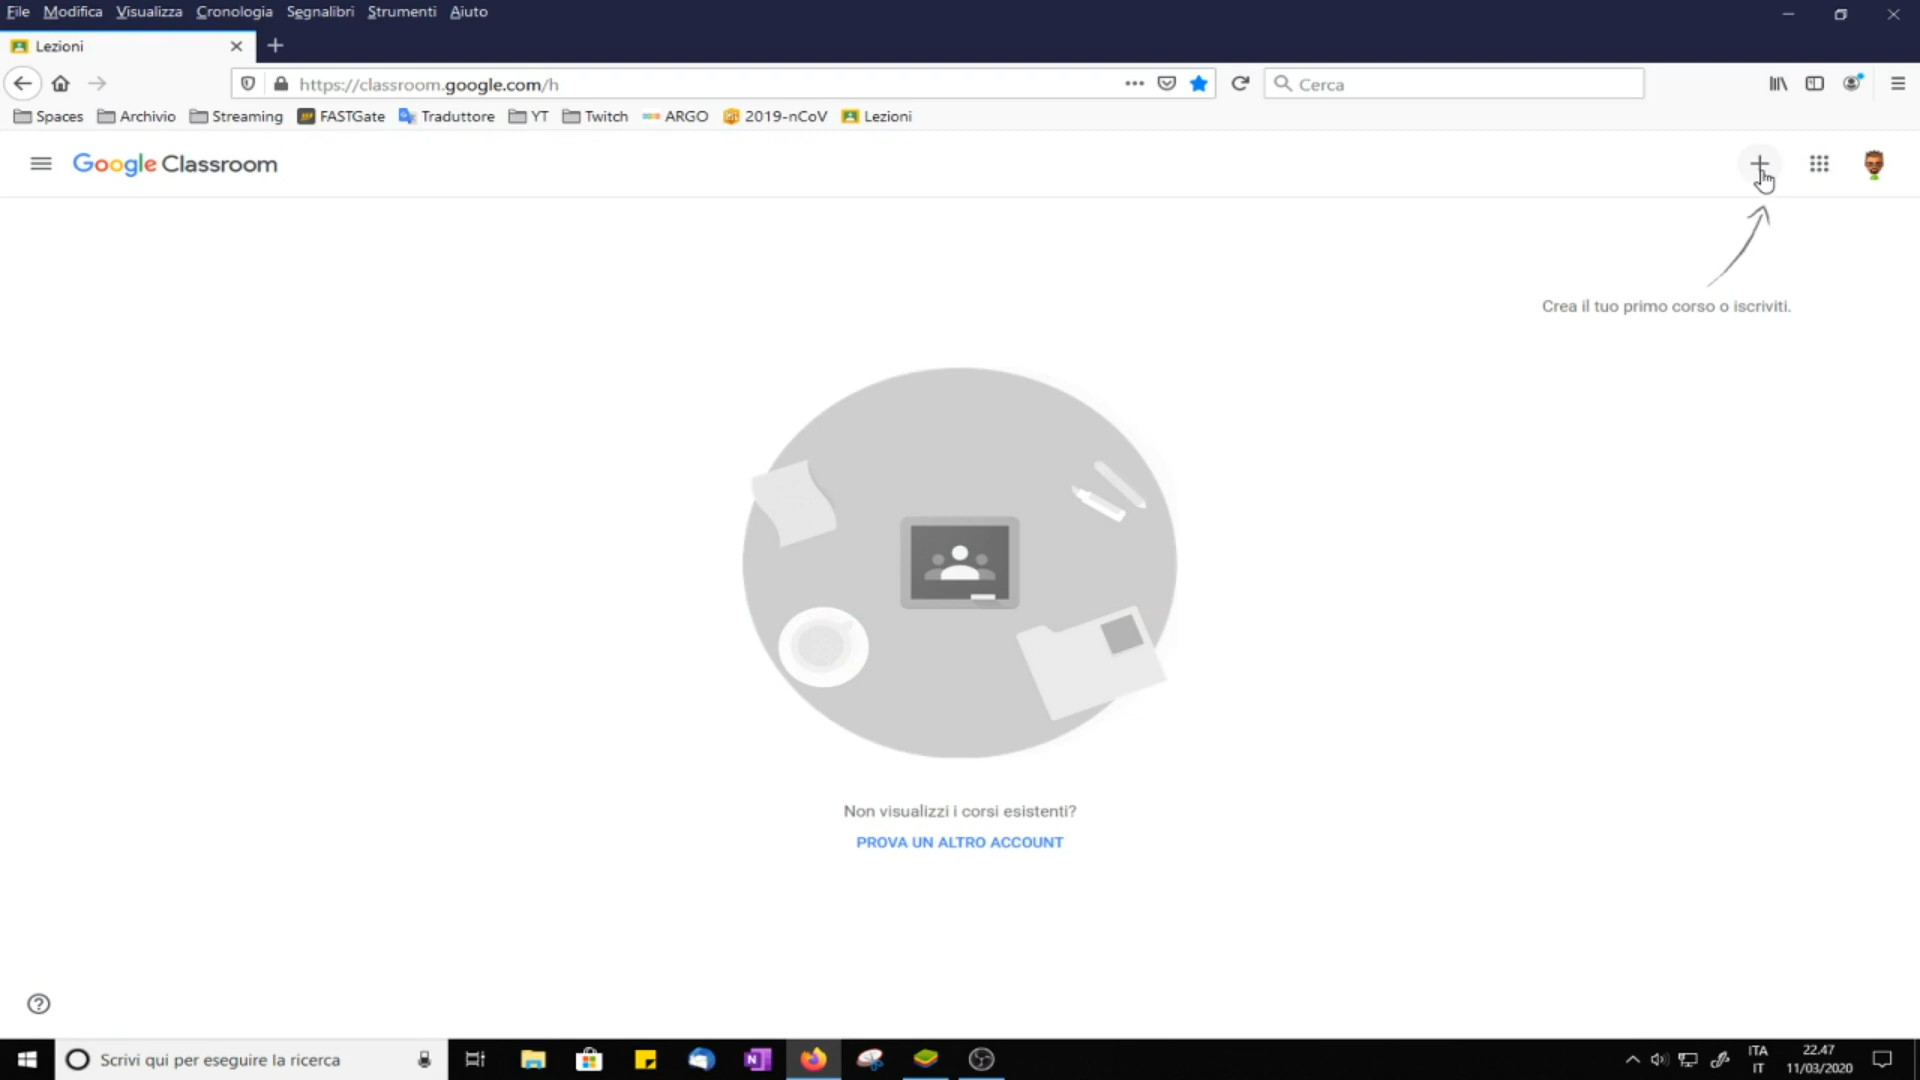 File Modifica Visualizza Cronologia Segnalibri Strumenti Aiuto
Lezioni
https://classroom.google.com/h
Cerca
Spaces Archivio Streaming FASTGate Traduttore YT Twitch ARGO 2019-nCoV Lezioni
Google Classroom
Crea il tuo primo corso o iscriviti.
Non visualizzi i corsi esistenti?
PROVA UN ALTRO ACCOUNT
Scrivi qui per eseguire la ricerca
ITA
IT
22.47
11/03/2020